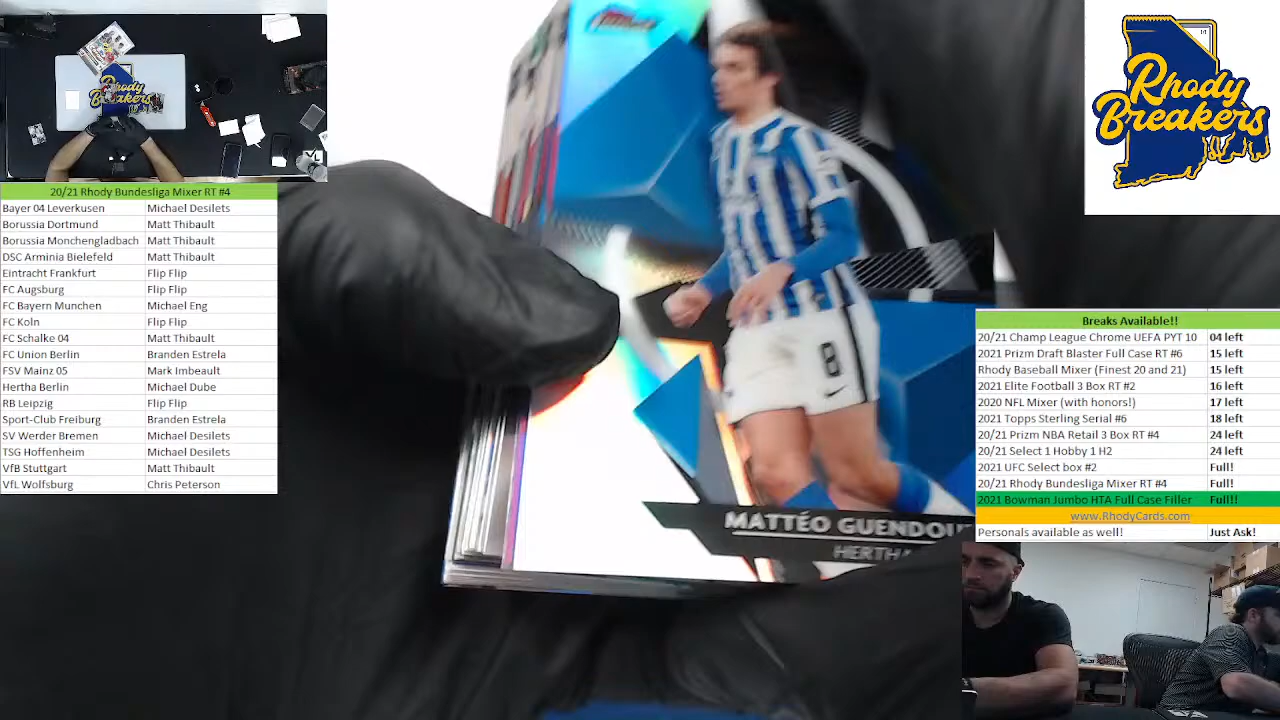 20/21 Rhody Bundesliga Mixer RT #4
Bayer 04 Leverkusen Michael Desilets
Borussia Dortmund Matt Thibault
Borussia Monchengladbach Matt Thibault
DSC Arminia Bielefeld Matt Thibault
Eintracht Frankfurt Flip Flip
FC Augsburg Flip Flip
FC Bayern Munchen Michael Eng
FC Koln Flip Flip
FC Schalke 04 Matt Thibault
FC Union Berlin Branden Estrela
FSV Mainz 05 Mark Imbeault
Hertha Berlin Michael Dube
RB Leipzig Flip Flip
Sport-Club Freiburg Branden Estrela
SV Werder Bremen Michael Desilets
TSG Hoffenheim Michael Desilets
VfB Stuttgart Matt Thibault
VfL Wolfsburg Chris Peterson
Rhody
Breakers
8
MATTÉO GUENDOU
HERTHA
Rhody
Breakers
Breaks Available!!
20/21 Champ League Chrome UEFA PYT 10 04 left
2021 Prizm Draft Blaster Full Case RT #6 15 left
Rhody Baseball Mixer (Finest 20 and 21) 15 left
2021 Elite Football 3 Box RT #2 16 left
2020 NFL Mixer (with honors!) 17 left
2021 Topps Sterling Serial #6 18 left
20/21 Prizm NBA Retail 3 Box RT #4 24 left
20/21 Select 1 Hobby 1 H2 24 left
2021 UFC Select box #2 Full!
20/21 Rhody Bundesliga Mixer RT #4 Full!
2021 Bowman Jumbo HTA Full Case Filler Full!!
www.RhodyCards.com
Personals available as well! Just Ask!